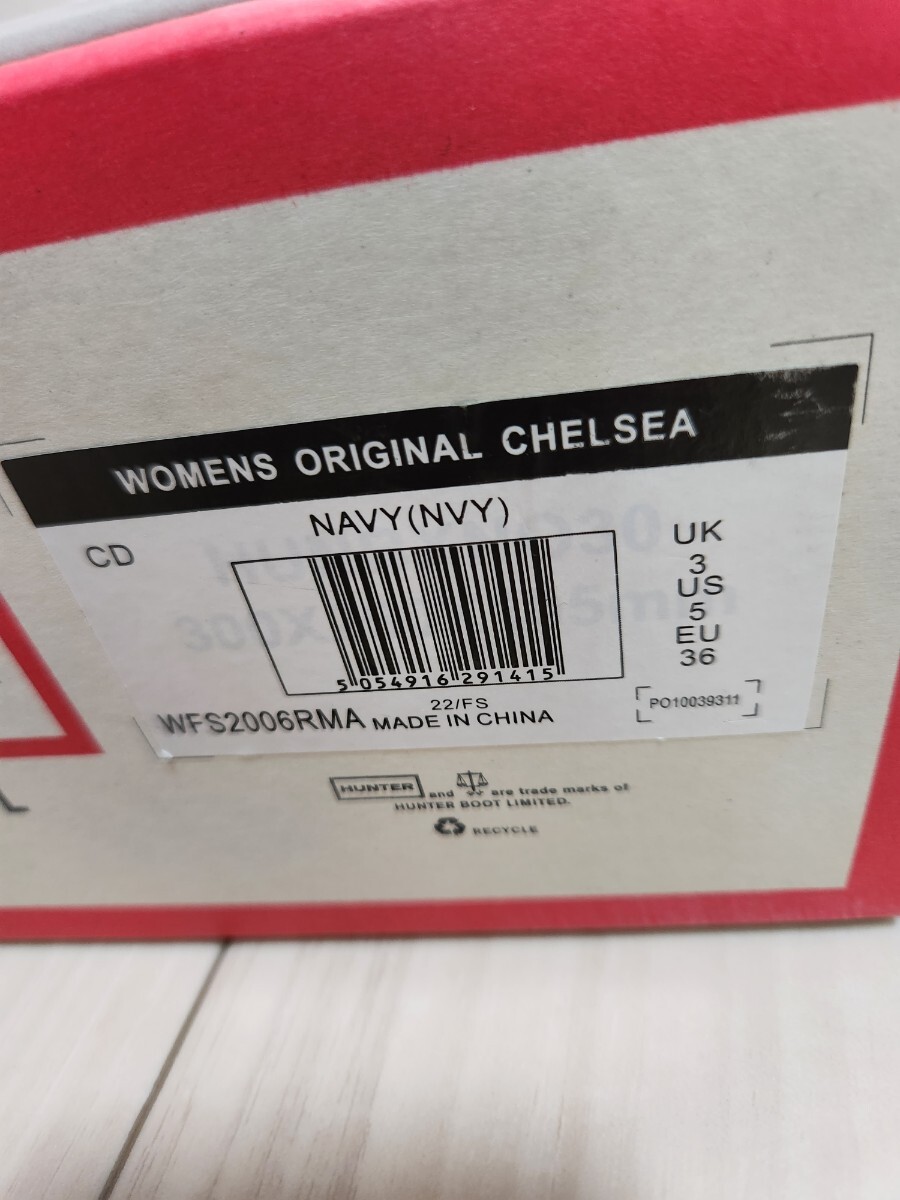 WOMENS ORIGINAL CHELSEA
NAVY(NVY)
CD
UK
3
US
5
EU
36
5 054916 291415
22/FS
WFS2006RMA MADE IN CHINA
PO10039311
HUNTER and are trade marks of
HUNTER BOOT LIMITED.
RECYCLE